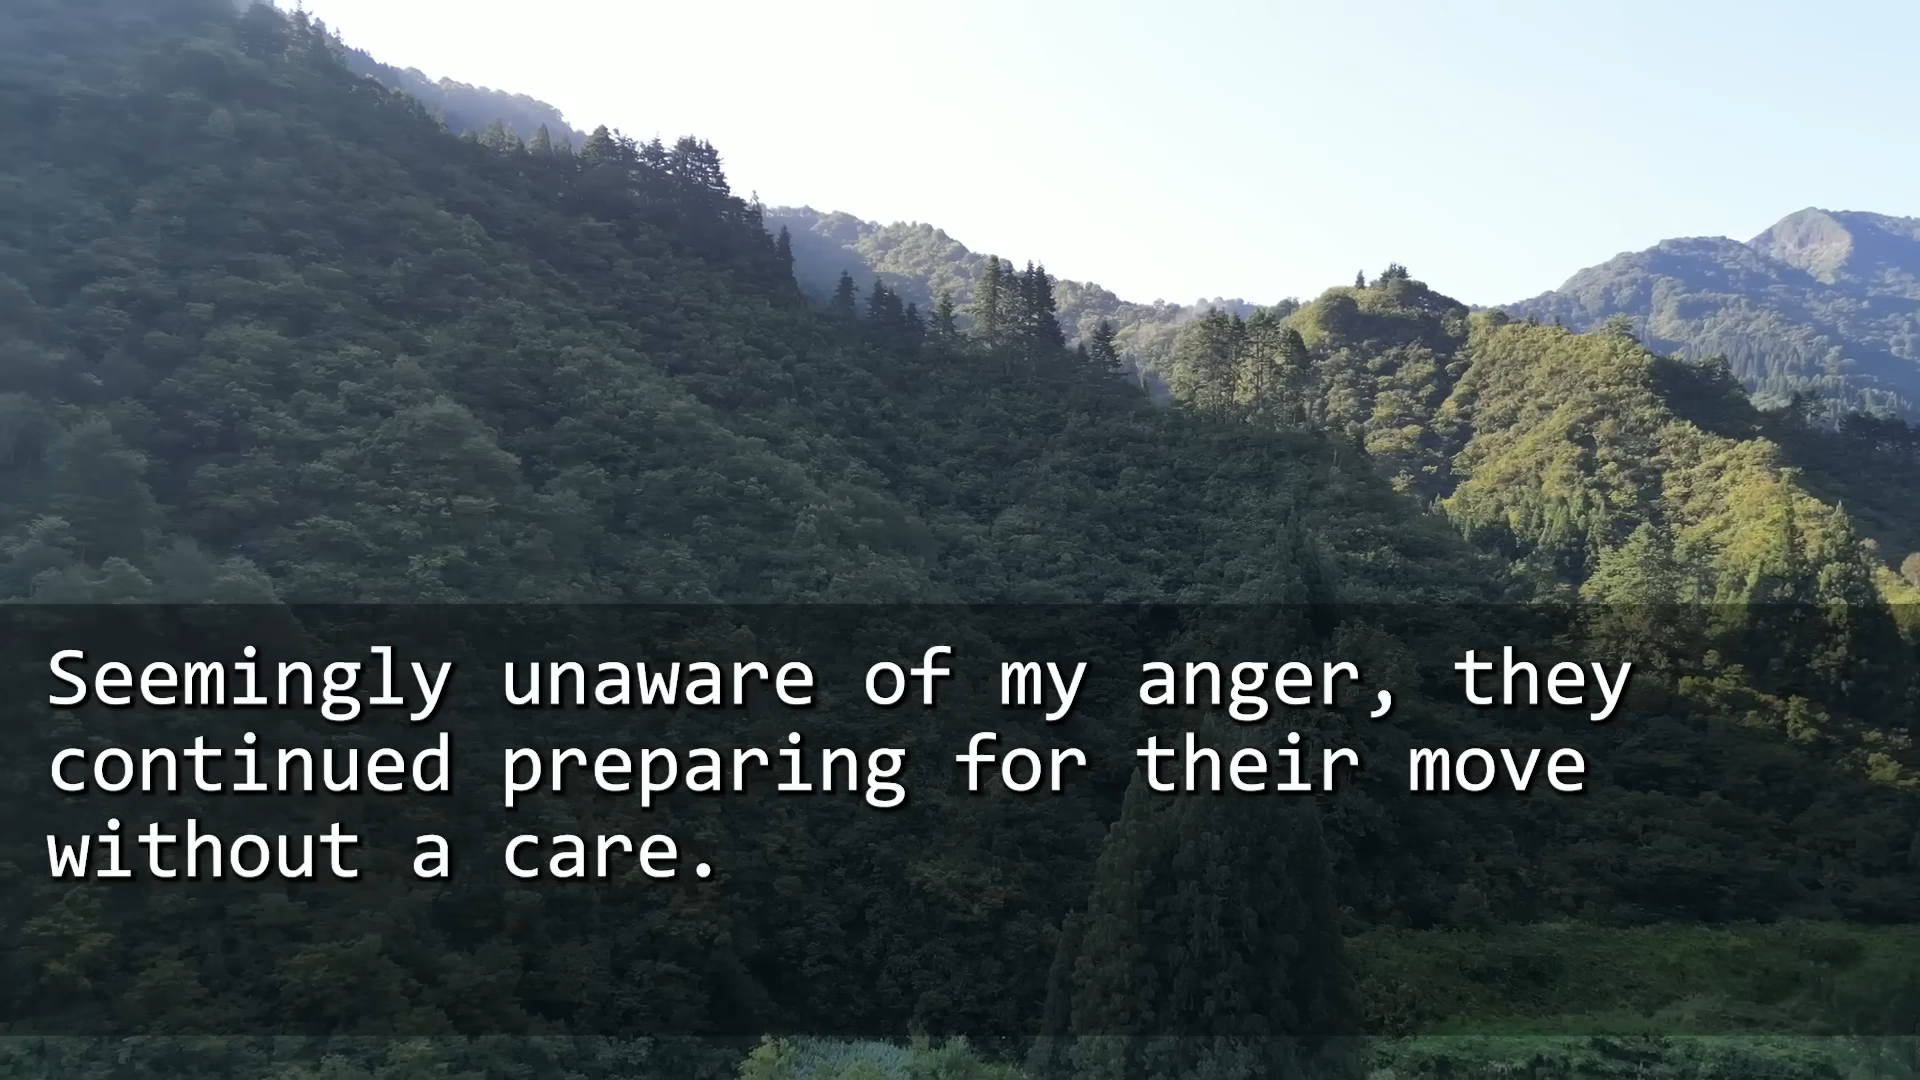 Seemingly unaware of my anger, they
continued preparing for their move
without a care.